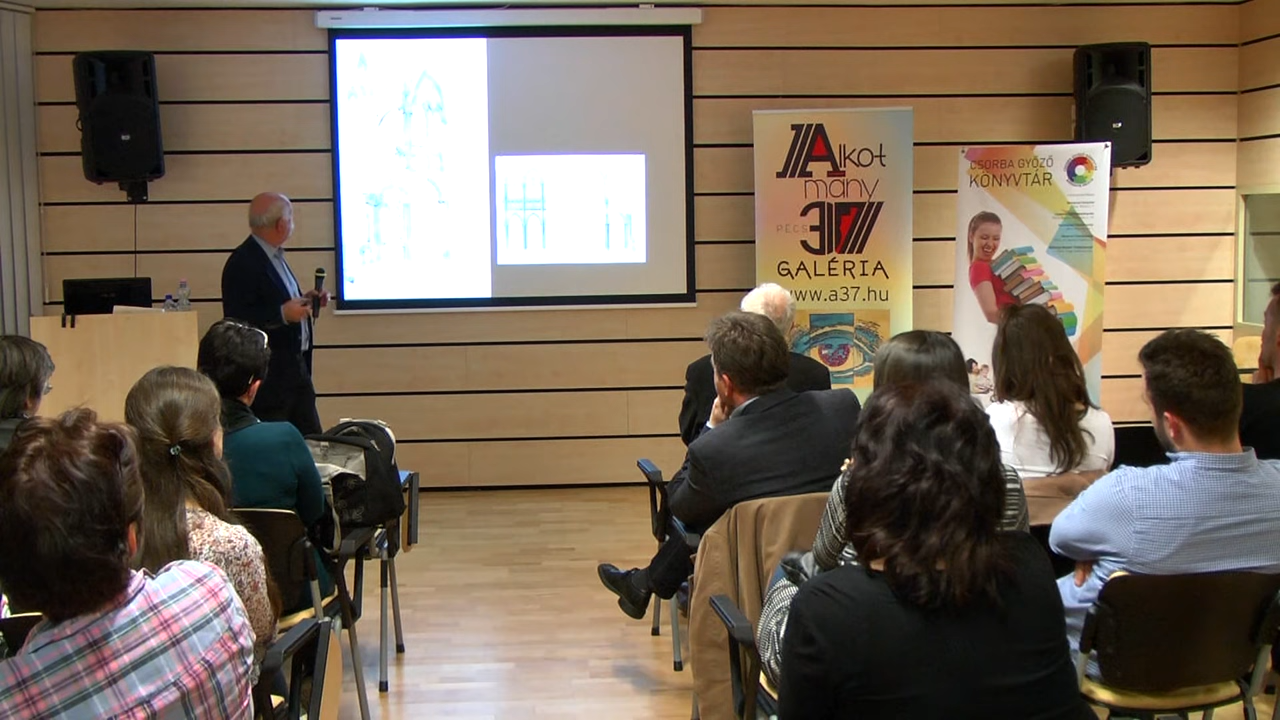 Alkot
mány
PÉCS 37
GALÉRIA
www.a37.hu
CSORBA GYŐZŐ
KÖNYVTÁR